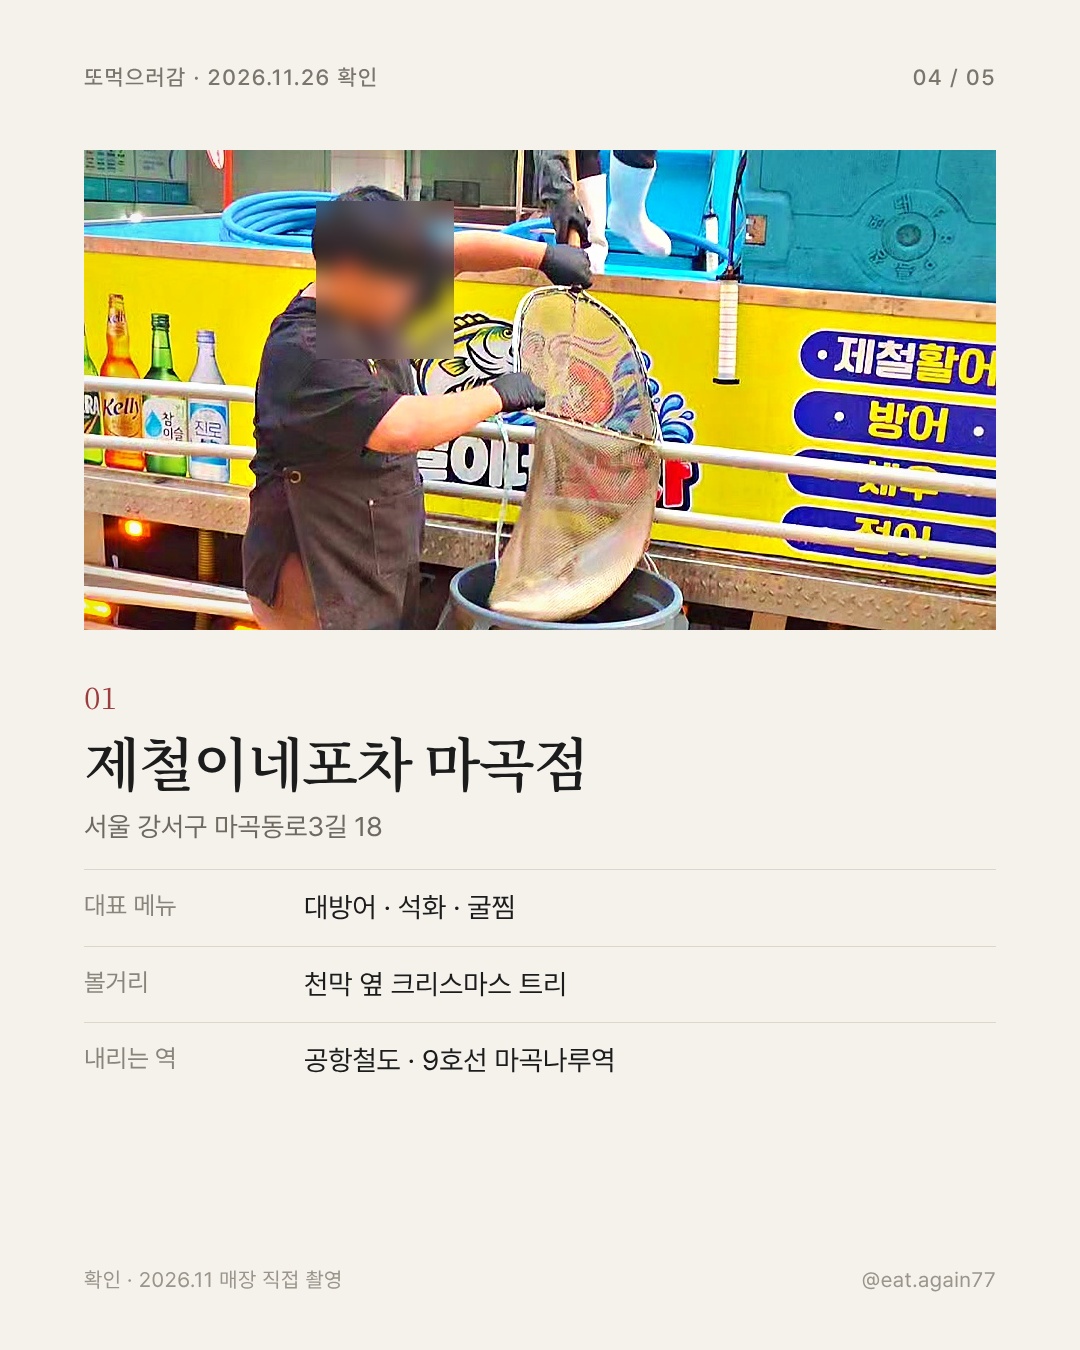 또먹으러감 · 2026.11.26 확인
04 / 05
Kelly
참이슬
진로
제철활어
방어
새우
01
제철이네포차 마곡점
서울 강서구 마곡동로3길 18
대표 메뉴
대방어 · 석화 · 굴찜
볼거리
천막 옆 크리스마스 트리
내리는 역
공항철도 · 9호선 마곡나루역
확인 · 2026.11 매장 직접 촬영
@eat.again77